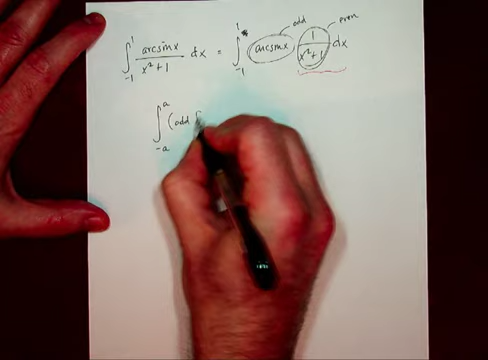 odd even
∫_{-1}^{1} arcsinx / x²+1 dx = ∫_{-1}^{1} arcsinx 1 / x²+1 dx
∫_{-a}^{a} (odd f